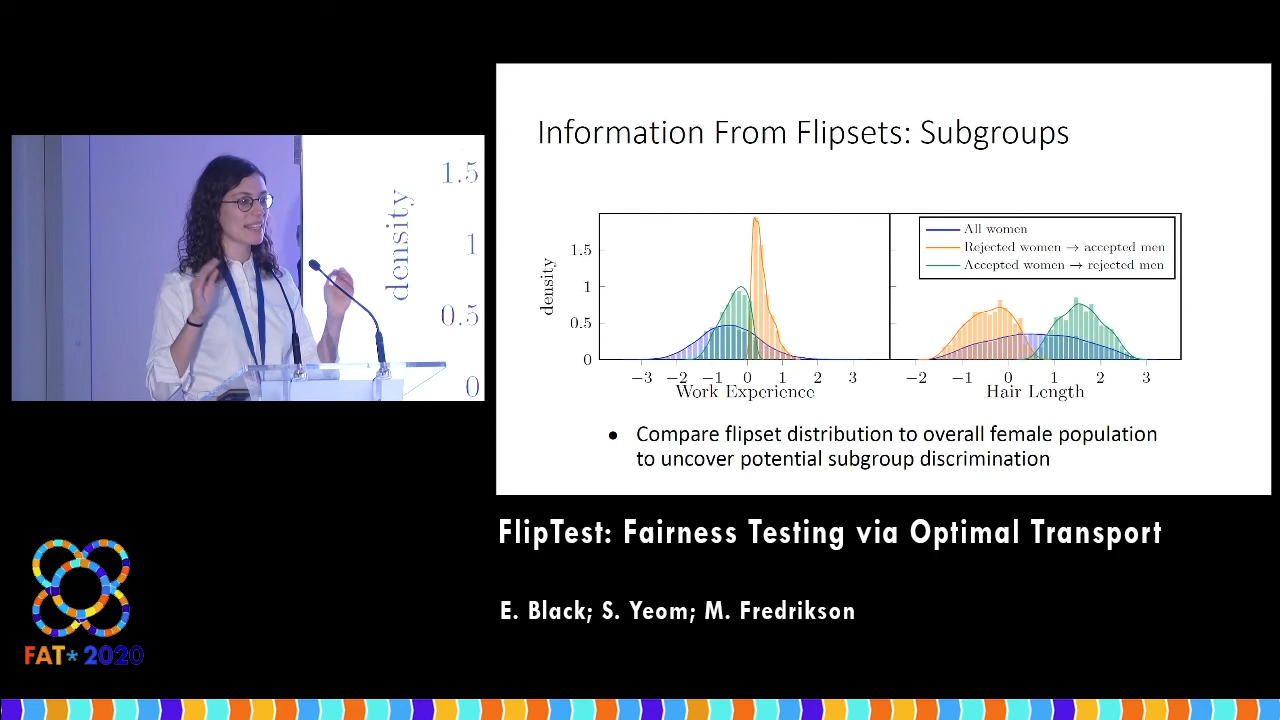 Information From Flipsets: Subgroups
1.5
1
0.5
0
density
−3 −2 −1 0 1 2 3
Work Experience
All women
Rejected women → accepted men
Accepted women → rejected men
−2 −1 0 1 2 3
Hair Length
• Compare flipset distribution to overall female population
to uncover potential subgroup discrimination
1.5
1
0.5
0
density
FlipTest: Fairness Testing via Optimal Transport
E. Black; S. Yeom; M. Fredrikson
FAT* 2020